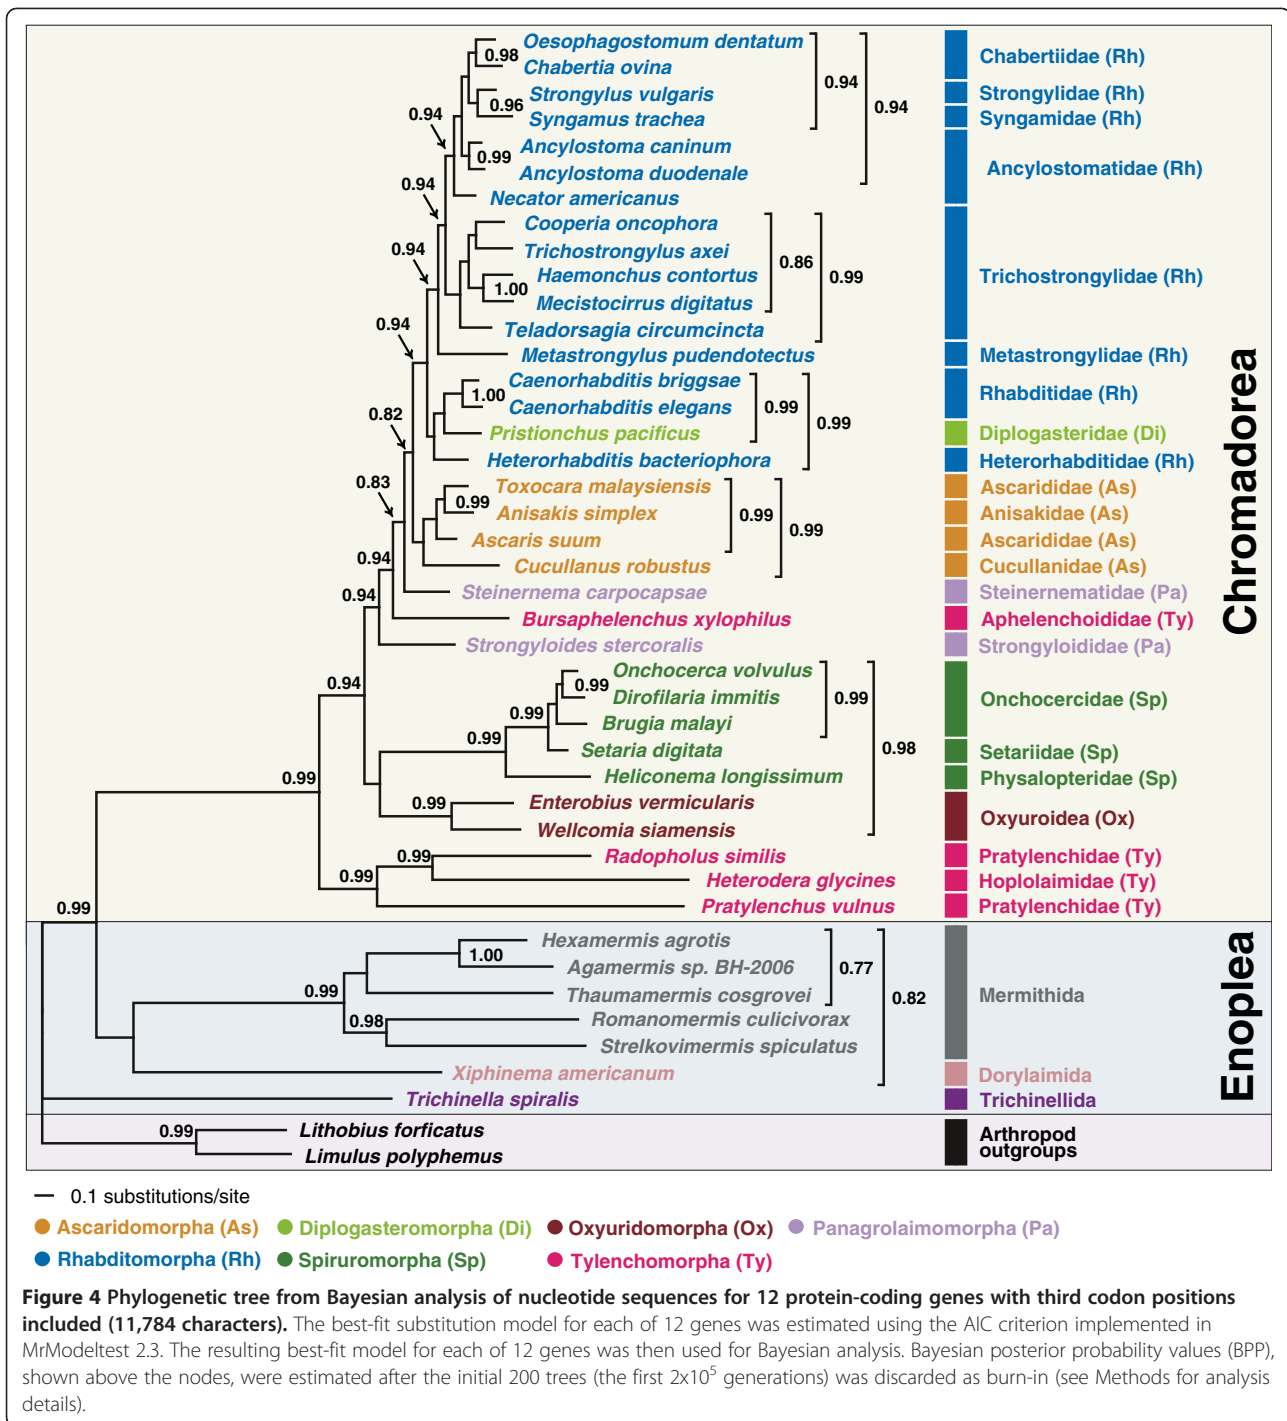 Oesophagostomum dentatum
0.98
Chabertia ovina
Chabertiidae (Rh)
0.94
Strongylus vulgaris
Strongylidae (Rh)
0.96
0.94
Syngamus trachea
Syngamidae (Rh)
0.94
Ancylostoma caninum
0.99
Ancylostoma duodenale
Ancylostomatidae (Rh)
0.94
Necator americanus
Cooperia oncophora
0.94
Trichostrongylus axei
0.86
Haemonchus contortus
0.99
Trichostrongylidae (Rh)
1.00
Mecistocirrus digitatus
0.94
Teladorsagia circumcincta
Metastrongylus pudendotectus
Metastrongylidae (Rh)
Caenorhabditis briggsae
1.00
Rhabditidae (Rh)
Caenorhabditis elegans
0.99
0.82
0.99
Pristionchus pacificus
Diplogasteridae (Di)
Heterorhabditis bacteriophora
Heterorhabditidae (Rh)
0.83
Toxocara malaysiensis
Ascarididae (As)
0.99
Anisakis simplex
0.99
Anisakidae (As)
0.99
Ascaris suum
Ascarididae (As)
0.94
Cucullanus robustus
Cucullanidae (As)
0.94
Steinernema carpocapsae
Steinernematidae (Pa)
Bursaphelenchus xylophilus
Aphelenchoididae (Ty)
Strongyloides stercoralis
Strongyloididae (Pa)
0.94
Onchocerca volvulus
0.99
Dirofilaria immitis
0.99
Onchocercidae (Sp)
0.99
Brugia malayi
0.99
Setaria digitata
0.98
Setariidae (Sp)
0.99
Heliconema longissimum
Physalopteridae (Sp)
0.99
Enterobius vermicularis
Oxyuroidea (Ox)
Wellcomia siamensis
0.99
Radopholus similis
Pratylenchidae (Ty)
0.99
Heterodera glycines
Hoplolaimidae (Ty)
0.99
Pratylenchus vulnus
Pratylenchidae (Ty)
Chromadorea
Hexamermis agrotis
1.00
Agamermis sp. BH-2006
0.77
0.99
Thaumamermis cosgrovei
0.82
Mermithida
0.98
Romanomermis culicivorax
Strelkovimermis spiculatus
Xiphinema americanum
Dorylaimida
Trichinella spiralis
Trichinellida
Enoplea
0.99
Lithobius forficatus
Limulus polyphemus
Arthropod
outgroups
0.1 substitutions/site
Ascaridomorpha (As)
Diplogasteromorpha (Di)
Oxyuridomorpha (Ox)
Panagrolaimomorpha (Pa)
Rhabditomorpha (Rh)
Spiruromorpha (Sp)
Tylenchomorpha (Ty)
Figure 4 Phylogenetic tree from Bayesian analysis of nucleotide sequences for 12 protein-coding genes with third codon positions
included (11,784 characters). The best-fit substitution model for each of 12 genes was estimated using the AIC criterion implemented in
MrModeltest 2.3. The resulting best-fit model for each of 12 genes was then used for Bayesian analysis. Bayesian posterior probability values (BPP),
shown above the nodes, were estimated after the initial 200 trees (the first 2x10⁵ generations) was discarded as burn-in (see Methods for analysis
details).